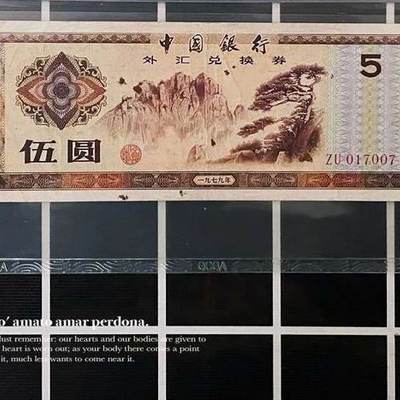 中国银行
外汇兑换券
5
伍圆
ZU 017007
一九七九年
o' amato amar perdona.
ust remember: our hearts and our bodies are given to
heart is worn out; as your body there comes a point
it, much less wants to come near it.